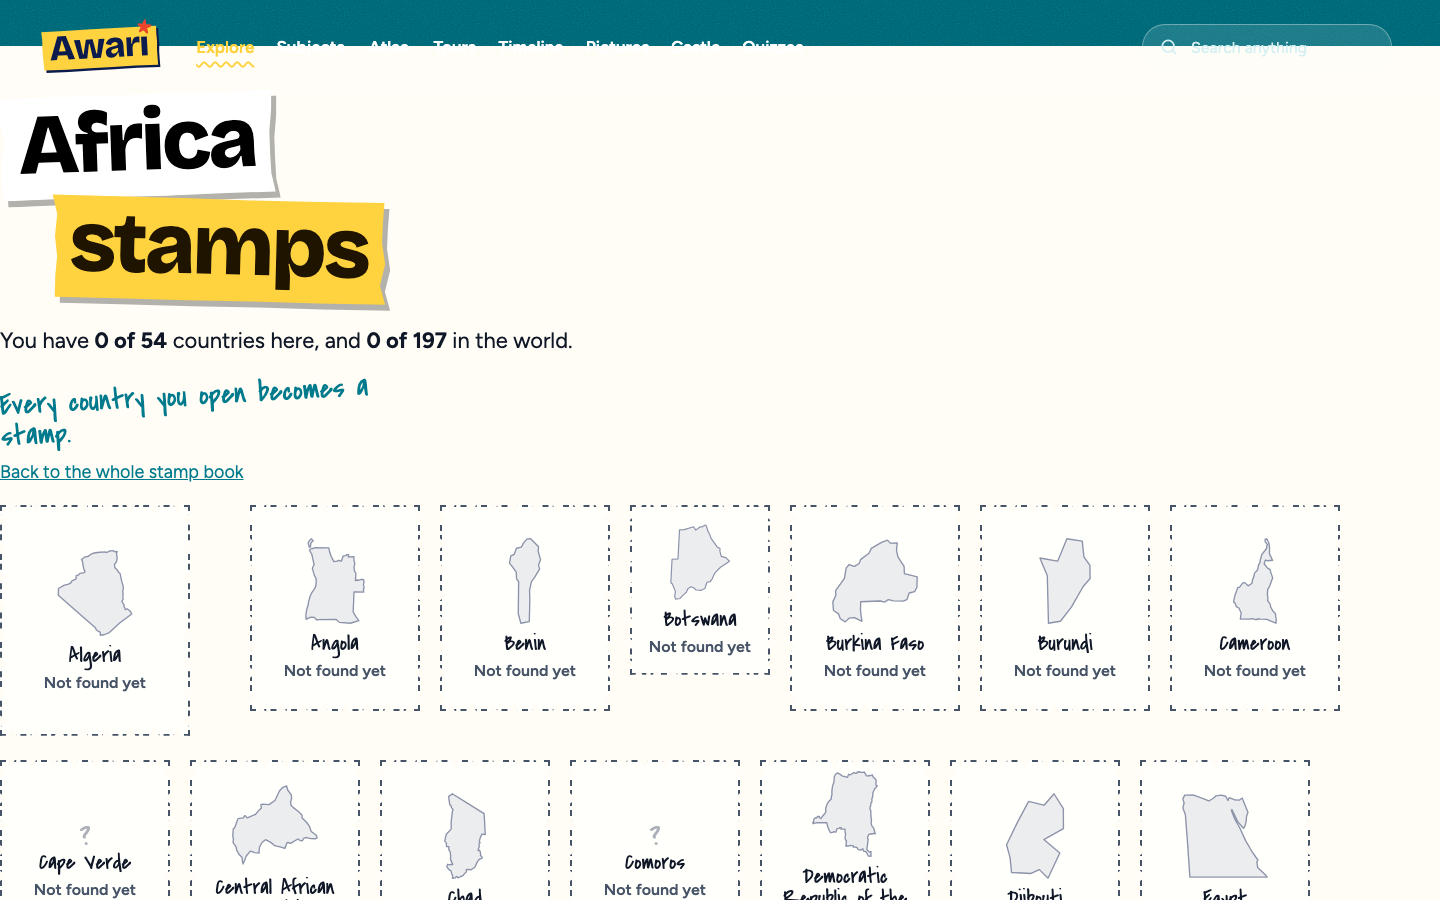 Awari
Explore Subjects Atlas Tours Timeline Pictures Castle Quizzes
Search anything
Africa
stamps
You have 0 of 54 countries here, and 0 of 197 in the world.
Every country you open becomes a
stamp.
Back to the whole stamp book
Algeria
Not found yet
Angola
Not found yet
Benin
Not found yet
Botswana
Not found yet
Burkina Faso
Not found yet
Burundi
Not found yet
Cameroon
Not found yet
?
Cape Verde
Not found yet
Central African
Chad
?
Comoros
Not found yet
Democratic
Republic of the
Djibouti
Egypt